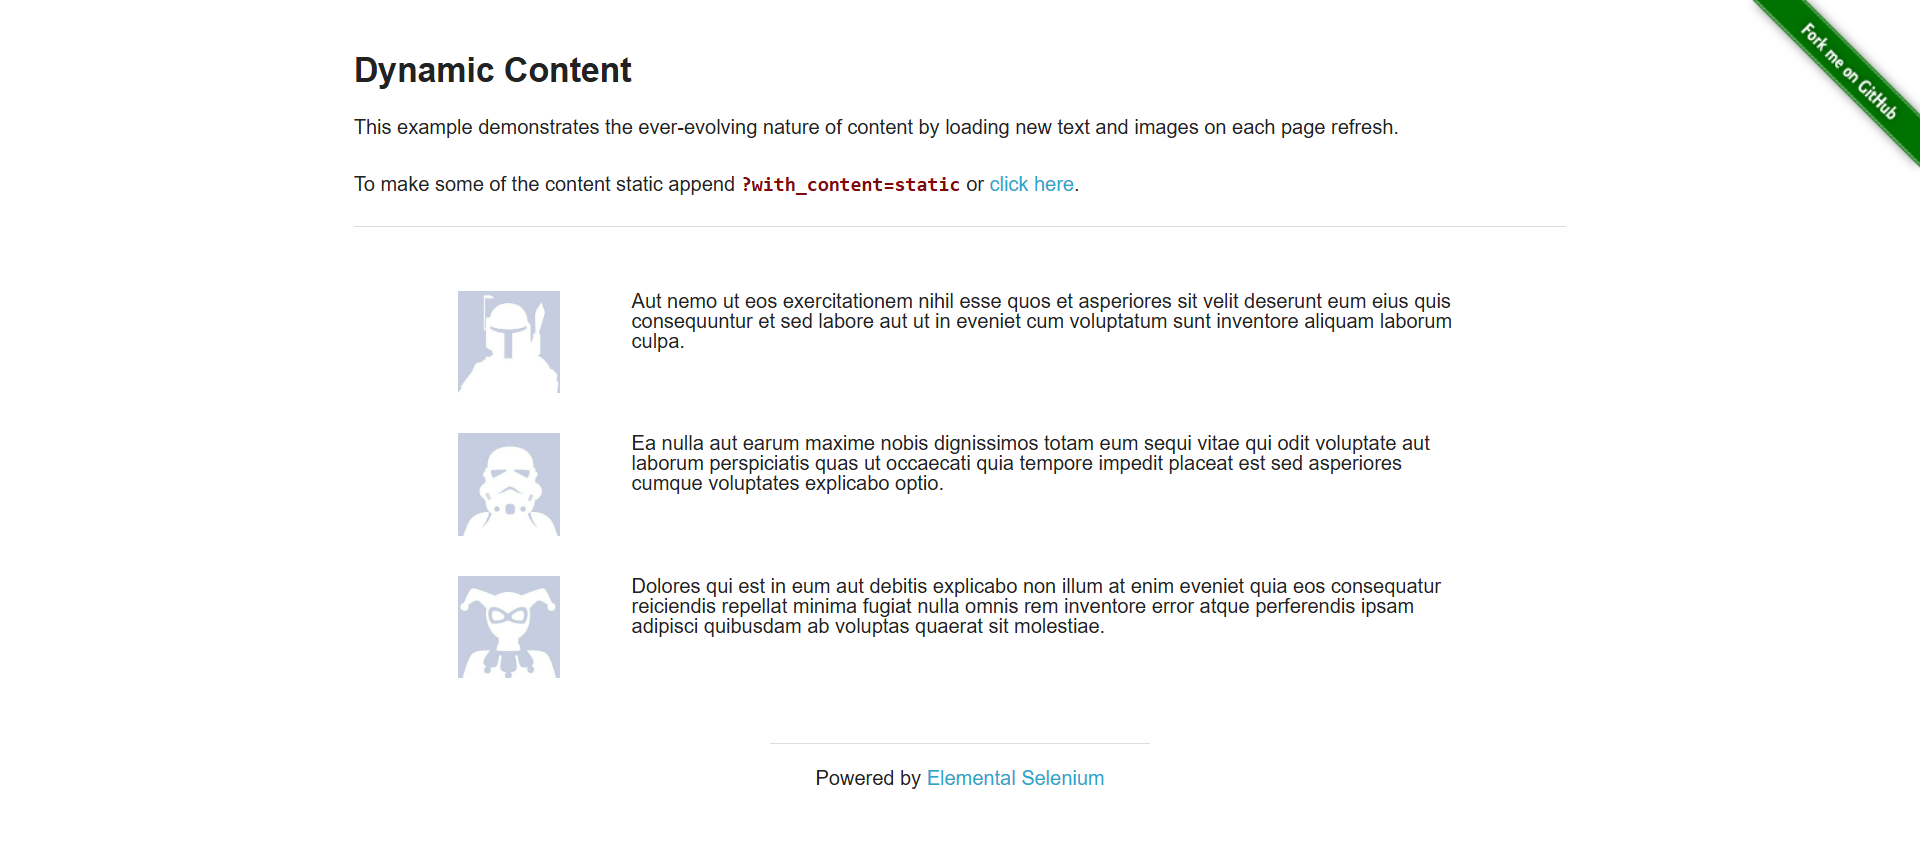 Fork me on GitHub
Dynamic Content
This example demonstrates the ever-evolving nature of content by loading new text and images on each page refresh.
To make some of the content static append ?with_content=static or click here.
Aut nemo ut eos exercitationem nihil esse quos et asperiores sit velit deserunt eum eius quis
consequuntur et sed labore aut ut in eveniet cum voluptatum sunt inventore aliquam laborum
culpa.
Ea nulla aut earum maxime nobis dignissimos totam eum sequi vitae qui odit voluptate aut
laborum perspiciatis quas ut occaecati quia tempore impedit placeat est sed asperiores
cumque voluptates explicabo optio.
Dolores qui est in eum aut debitis explicabo non illum at enim eveniet quia eos consequatur
reiciendis repellat minima fugiat nulla omnis rem inventore error atque perferendis ipsam
adipisci quibusdam ab voluptas quaerat sit molestiae.
Powered by Elemental Selenium